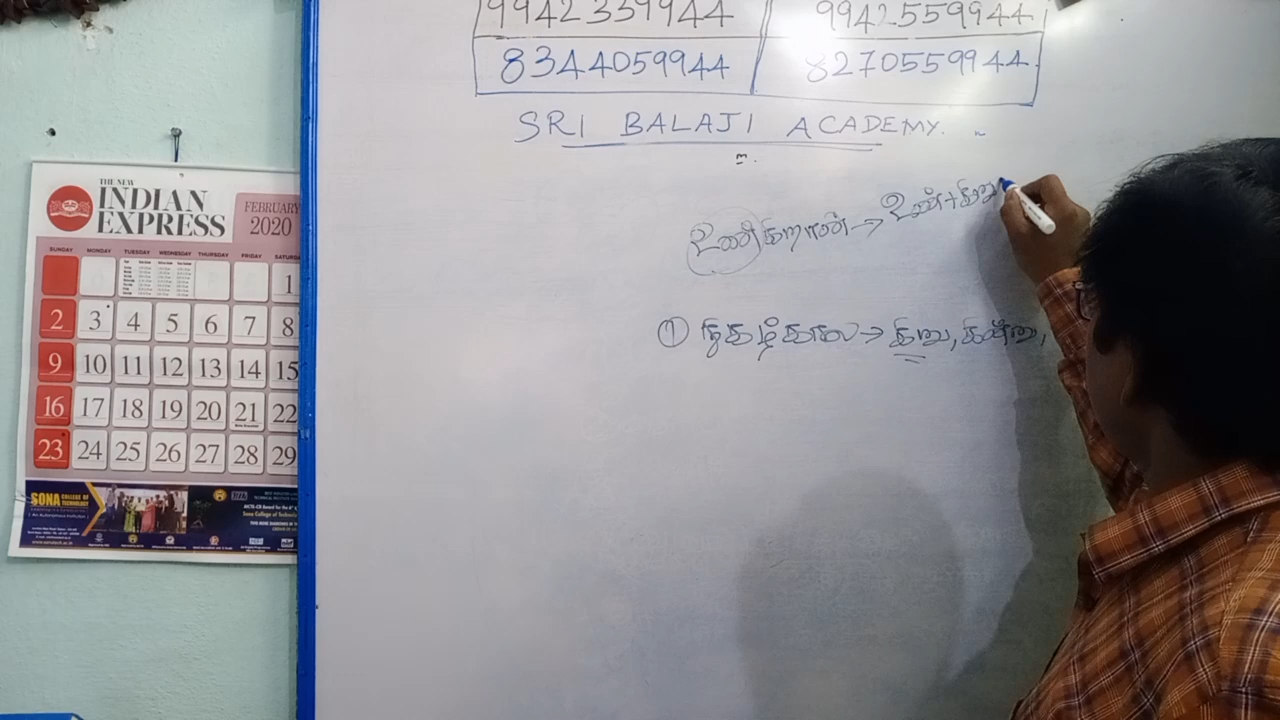 9942339944 9942559944
8344059944 8270559944
SRI BALAJI ACADEMY.
THE NEW
INDIAN
EXPRESS
FEBRUARY
2020
SUNDAY MONDAY TUESDAY WEDNESDAY THURSDAY FRIDAY SATURDAY
1
2 3 4 5 6 7 8
9 10 11 12 13 14 15
16 17 18 19 20 21 22
23 24 25 26 27 28 29
SONA COLLEGE OF TECHNOLOGY
உண்கிறான் → உண்+கிறு
① நிகழ்கால → கிறு, கின்று,